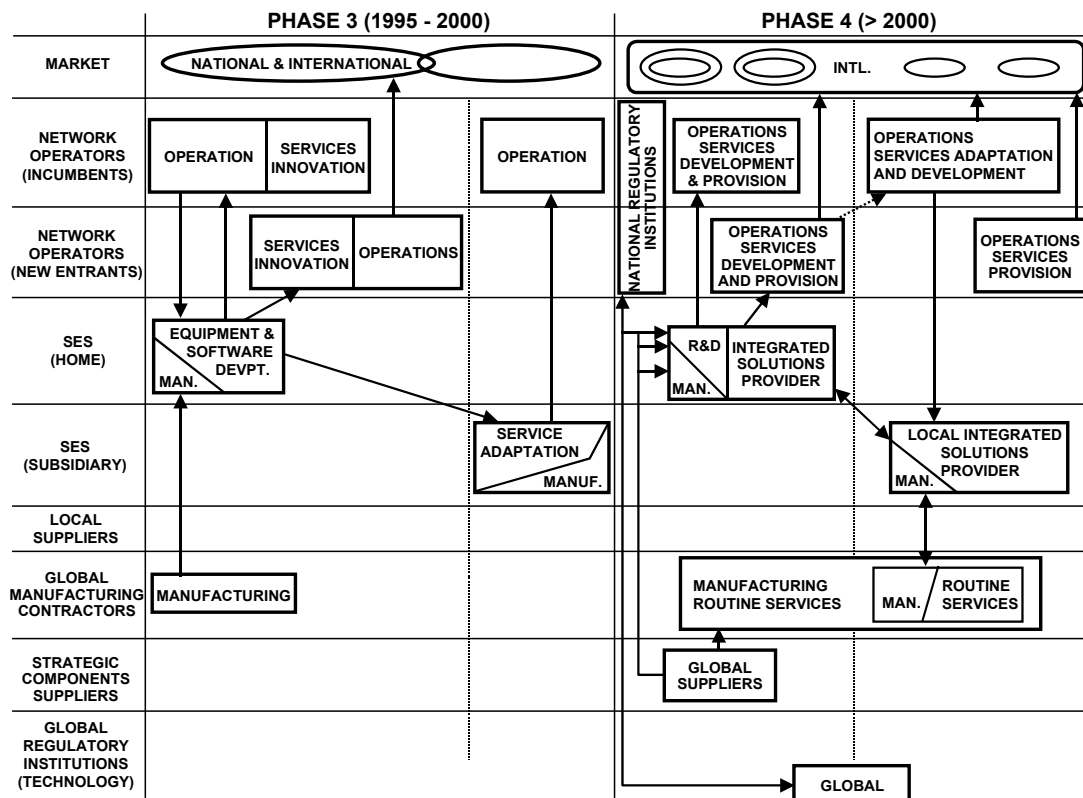 PHASE 3 (1995 - 2000)
PHASE 4 (> 2000)
MARKET
NATIONAL & INTERNATIONAL
INTL.
NETWORK
OPERATORS
(INCUMBENTS)
OPERATION
SERVICES
INNOVATION
OPERATION
NATIONAL REGULATORY
INSTITUTIONS
OPERATIONS
SERVICES
DEVELOPMENT
& PROVISION
OPERATIONS
SERVICES ADAPTATION
AND DEVELOPMENT
NETWORK
OPERATORS
(NEW ENTRANTS)
SERVICES
INNOVATION
OPERATIONS
OPERATIONS
SERVICES
DEVELOPMENT
AND PROVISION
OPERATIONS
SERVICES
PROVISION
SES
(HOME)
EQUIPMENT &
SOFTWARE
DEVPT.
MAN.
R&D
MAN.
INTEGRATED
SOLUTIONS
PROVIDER
SES
(SUBSIDIARY)
SERVICE
ADAPTATION
MANUF.
LOCAL INTEGRATED
SOLUTIONS
PROVIDER
MAN.
LOCAL
SUPPLIERS
GLOBAL
MANUFACTURING
CONTRACTORS
MANUFACTURING
MANUFACTURING
ROUTINE SERVICES
MAN.
ROUTINE
SERVICES
STRATEGIC
COMPONENTS
SUPPLIERS
GLOBAL
SUPPLIERS
GLOBAL
REGULATORY
INSTITUTIONS
(TECHNOLOGY)
GLOBAL